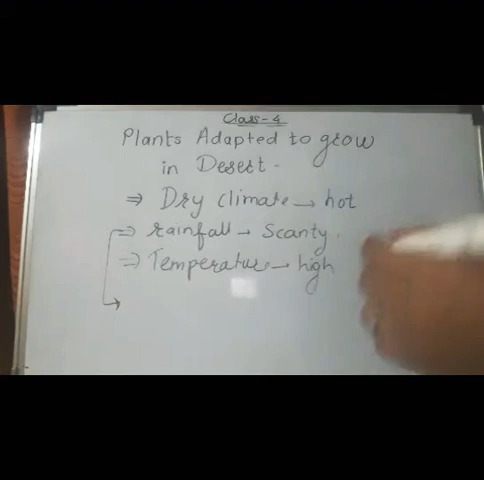 Class-4
Plants Adapted to grow
in Desert -
⇒ Dry climate → hot
⇒ rainfall → Scanty.
⇒ Temperature → high